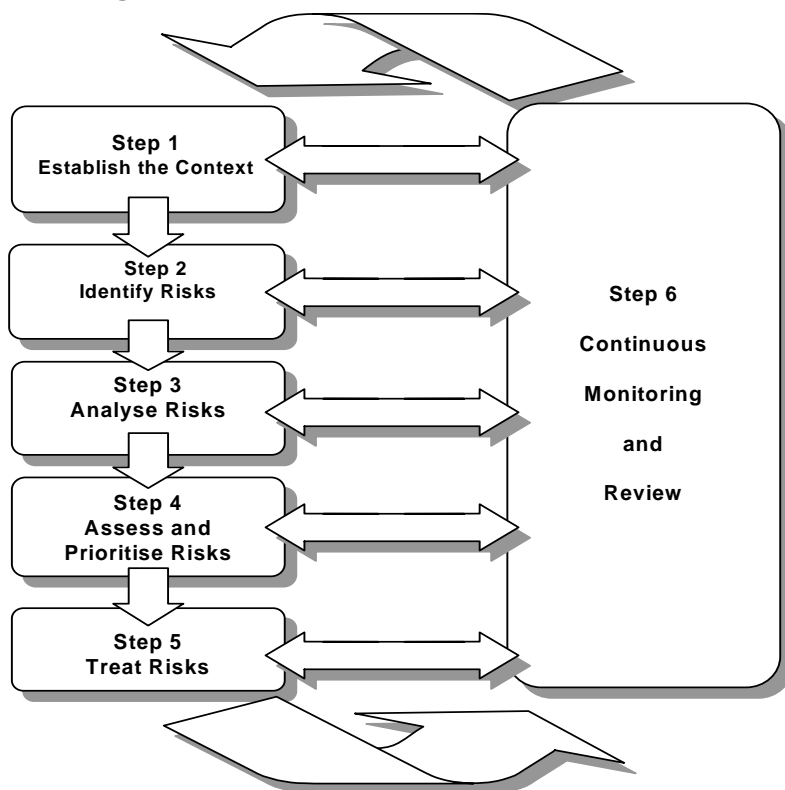 Step 1
Establish the Context
Step 2
Identify Risks
Step 3
Analyse Risks
Step 4
Assess and
Prioritise Risks
Step 5
Treat Risks
Step 6
Continuous
Monitoring
and
Review